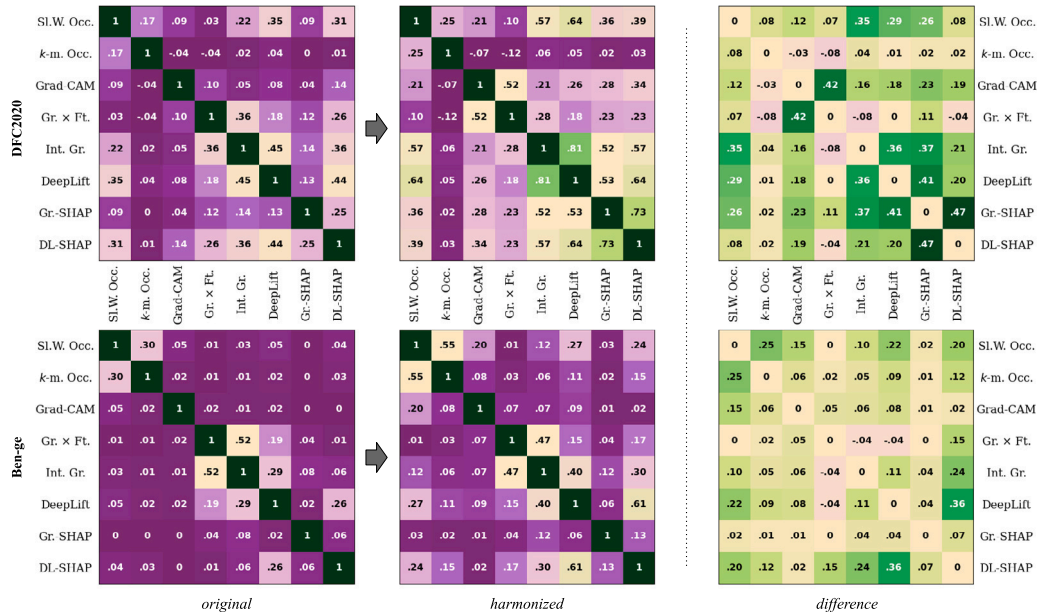 DFC2020
Sl.W. Occ. 1 .17 .09 .03 .22 .35 .09 .31
k-m. Occ. .17 1 -.04 -.04 .02 .04 0 .01
Grad CAM .09 -.04 1 .10 .05 .08 .04 .14
Gr. × Ft. .03 -.04 .10 1 .36 .18 .12 .26
Int. Gr. .22 .02 .05 .36 1 .45 .14 .36
DeepLift .35 .04 .08 .18 .45 1 .13 .44
Gr.-SHAP .09 0 .04 .12 .14 .13 1 .25
DL-SHAP .31 .01 .14 .26 .36 .44 .25 1
Sl.W. Occ. k-m. Occ. Grad-CAM Gr. × Ft. Int. Gr. DeepLift Gr.-SHAP DL-SHAP
1 .25 .21 .10 .57 .64 .36 .39
.25 1 -.07 -.12 .06 .05 .02 .03
.21 -.07 1 .52 .21 .26 .28 .34
.10 -.12 .52 1 .28 .18 .23 .23
.57 .06 .21 .28 1 .81 .52 .57
.64 .05 .26 .18 .81 1 .53 .64
.36 .02 .28 .23 .52 .53 1 .73
.39 .03 .34 .23 .57 .64 .73 1
Sl.W. Occ. k-m. Occ. Grad-CAM Gr. × Ft. Int. Gr. DeepLift Gr.-SHAP DL-SHAP
0 .08 .12 .07 .35 .29 .26 .08 Sl.W. Occ.
.08 0 -.03 -.08 .04 .01 .02 .02 k-m. Occ.
.12 -.03 0 .42 .16 .18 .23 .19 Grad CAM
.07 -.08 .42 0 -.08 0 .11 -.04 Gr. × Ft.
.35 .04 .16 -.08 0 .36 .37 .21 Int. Gr.
.29 .01 .18 0 .36 0 .41 .20 DeepLift
.26 .02 .23 .11 .37 .41 0 .47 Gr.-SHAP
.08 .02 .19 -.04 .21 .20 .47 0 DL-SHAP
Sl.W. Occ. k-m. Occ. Grad-CAM Gr. × Ft. Int. Gr. DeepLift Gr.-SHAP DL-SHAP
Ben-ge
Sl.W. Occ. 1 .30 .05 .01 .03 .05 0 .04
k-m. Occ. .30 1 .02 .01 .01 .02 0 .03
Grad-CAM .05 .02 1 .02 .01 .02 0 0
Gr. × Ft. .01 .01 .02 1 .52 .19 .04 .01
Int. Gr. .03 .01 .01 .52 1 .29 .08 .06
DeepLift .05 .02 .02 .19 .29 1 .02 .26
Gr. SHAP 0 0 0 .04 .08 .02 1 .06
DL-SHAP .04 .03 0 .01 .06 .26 .06 1
original
1 .55 .20 .01 .12 .27 .03 .24
.55 1 .08 .03 .06 .11 .02 .15
.20 .08 1 .07 .07 .09 .01 .02
.01 .03 .07 1 .47 .15 .04 .17
.12 .06 .07 .47 1 .40 .12 .30
.27 .11 .09 .15 .40 1 .06 .61
.03 .02 .01 .04 .12 .06 1 .13
.24 .15 .02 .17 .30 .61 .13 1
harmonized
0 .25 .15 0 .10 .22 .02 .20 Sl.W. Occ.
.25 0 .06 .02 .05 .09 .01 .12 k-m. Occ.
.15 .06 0 .05 .06 .08 .01 .02 Grad-CAM
0 .02 .05 0 -.04 -.04 0 .15 Gr. × Ft.
.10 .05 .06 -.04 0 .11 .04 .24 Int. Gr.
.22 .09 .08 -.04 .11 0 .04 .36 DeepLift
.02 .01 .01 0 .04 .04 0 .07 Gr. SHAP
.20 .12 .02 .15 .24 .36 .07 0 DL-SHAP
difference